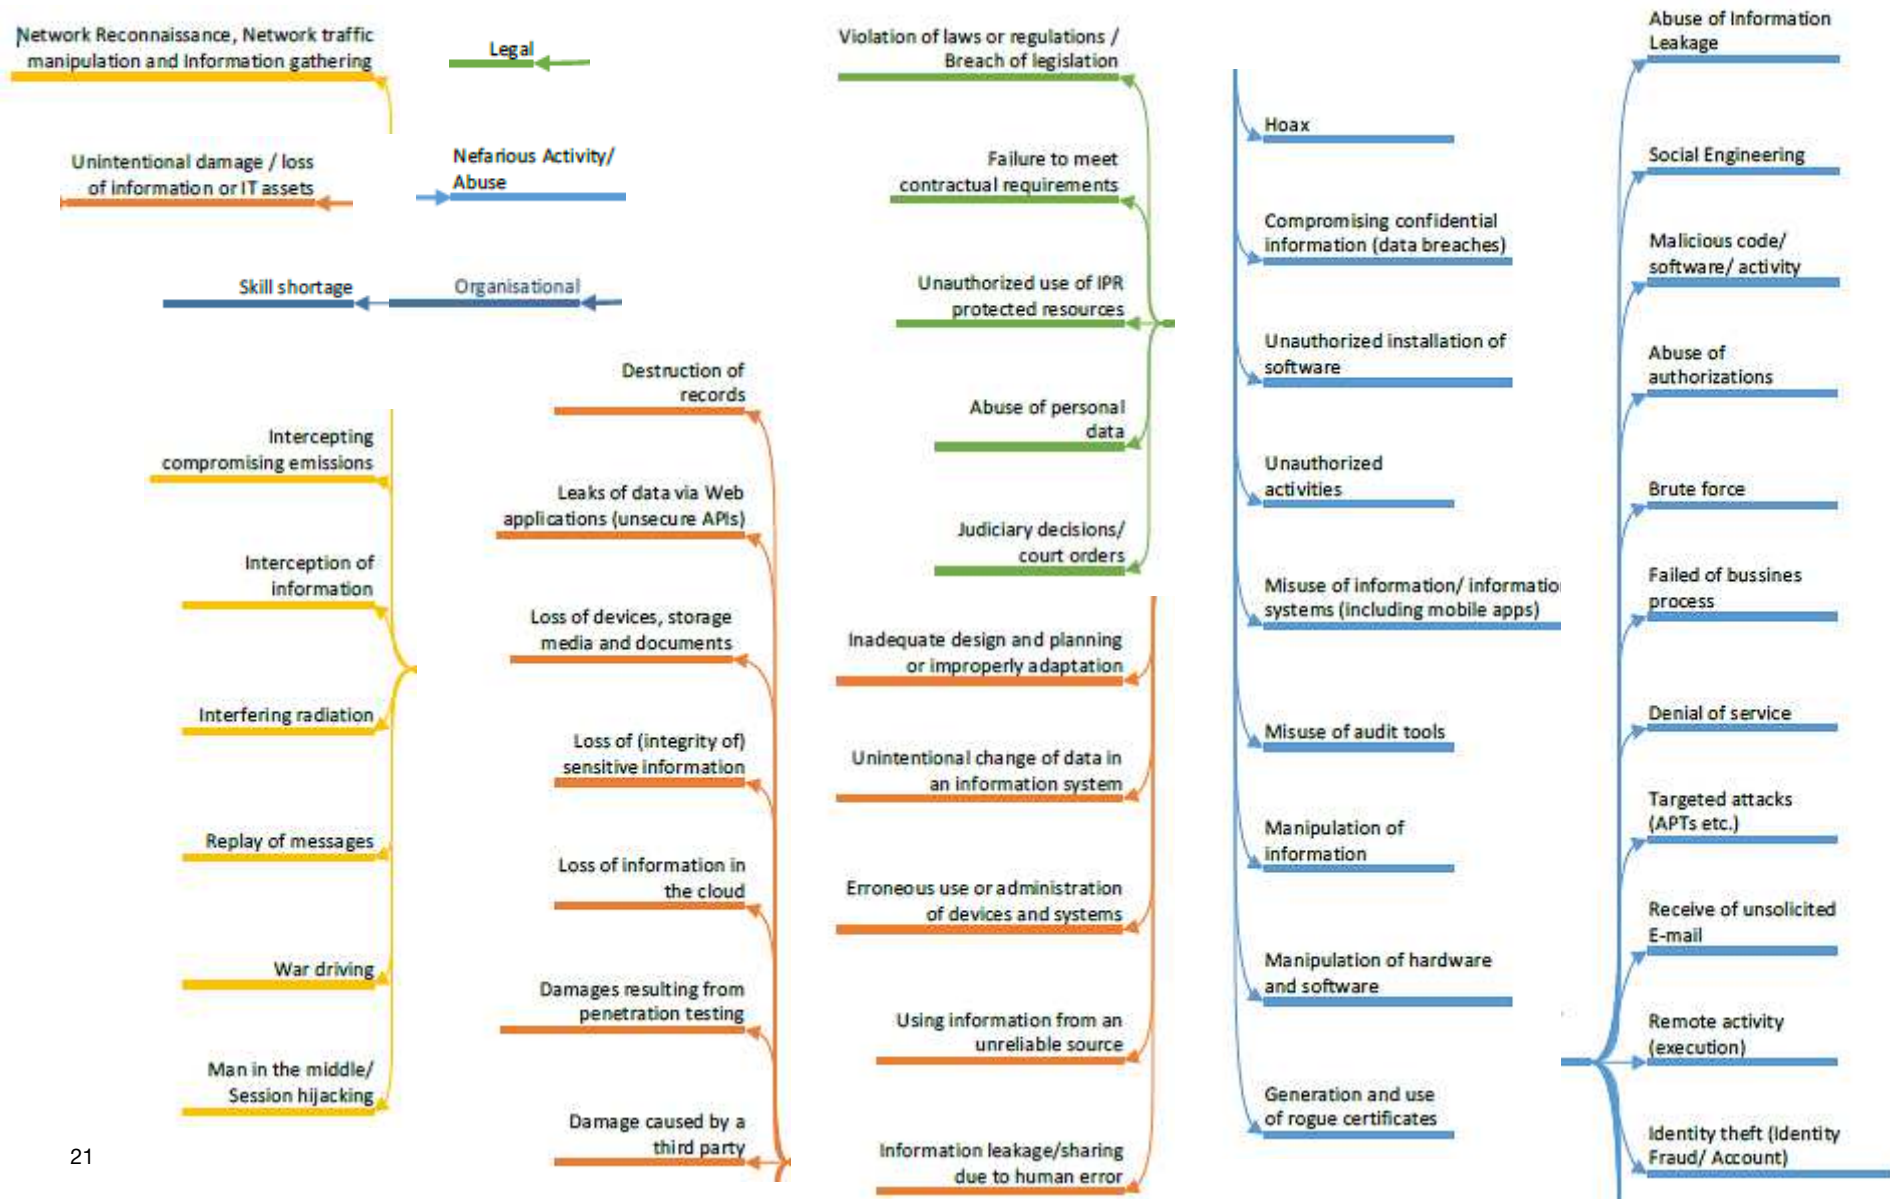 Network Reconnaissance, Network traffic
manipulation and Information gathering
Legal
Unintentional damage / loss
of information or IT assets
Nefarious Activity/
Abuse
Skill shortage
Organisational
Intercepting
compromising emissions
Interception of
information
Interfering radiation
Replay of messages
War driving
Man in the middle/
Session hijacking
21
Destruction of
records
Leaks of data via Web
applications (unsecure APIs)
Loss of devices, storage
media and documents
Loss of (integrity of)
sensitive information
Loss of information in
the cloud
Damages resulting from
penetration testing
Damage caused by a
third party
Violation of laws or regulations /
Breach of legislation
Failure to meet
contractual requirements
Unauthorized use of IPR
protected resources
Abuse of personal
data
Judiciary decisions/
court orders
Inadequate design and planning
or improperly adaptation
Unintentional change of data in
an information system
Erroneous use or administration
of devices and systems
Using information from an
unreliable source
Information leakage/sharing
due to human error
Hoax
Compromising confidential
information (data breaches)
Unauthorized installation of
software
Unauthorized
activities
Misuse of information/ informatio
systems (including mobile apps)
Misuse of audit tools
Manipulation of
information
Manipulation of hardware
and software
Generation and use
of rogue certificates
Abuse of Information
Leakage
Social Engineering
Malicious code/
software/ activity
Abuse of
authorizations
Brute force
Failed of bussines
process
Denial of service
Targeted attacks
(APTs etc.)
Receive of unsolicited
E-mail
Remote activity
(execution)
Identity theft (Identity
Fraud/ Account)